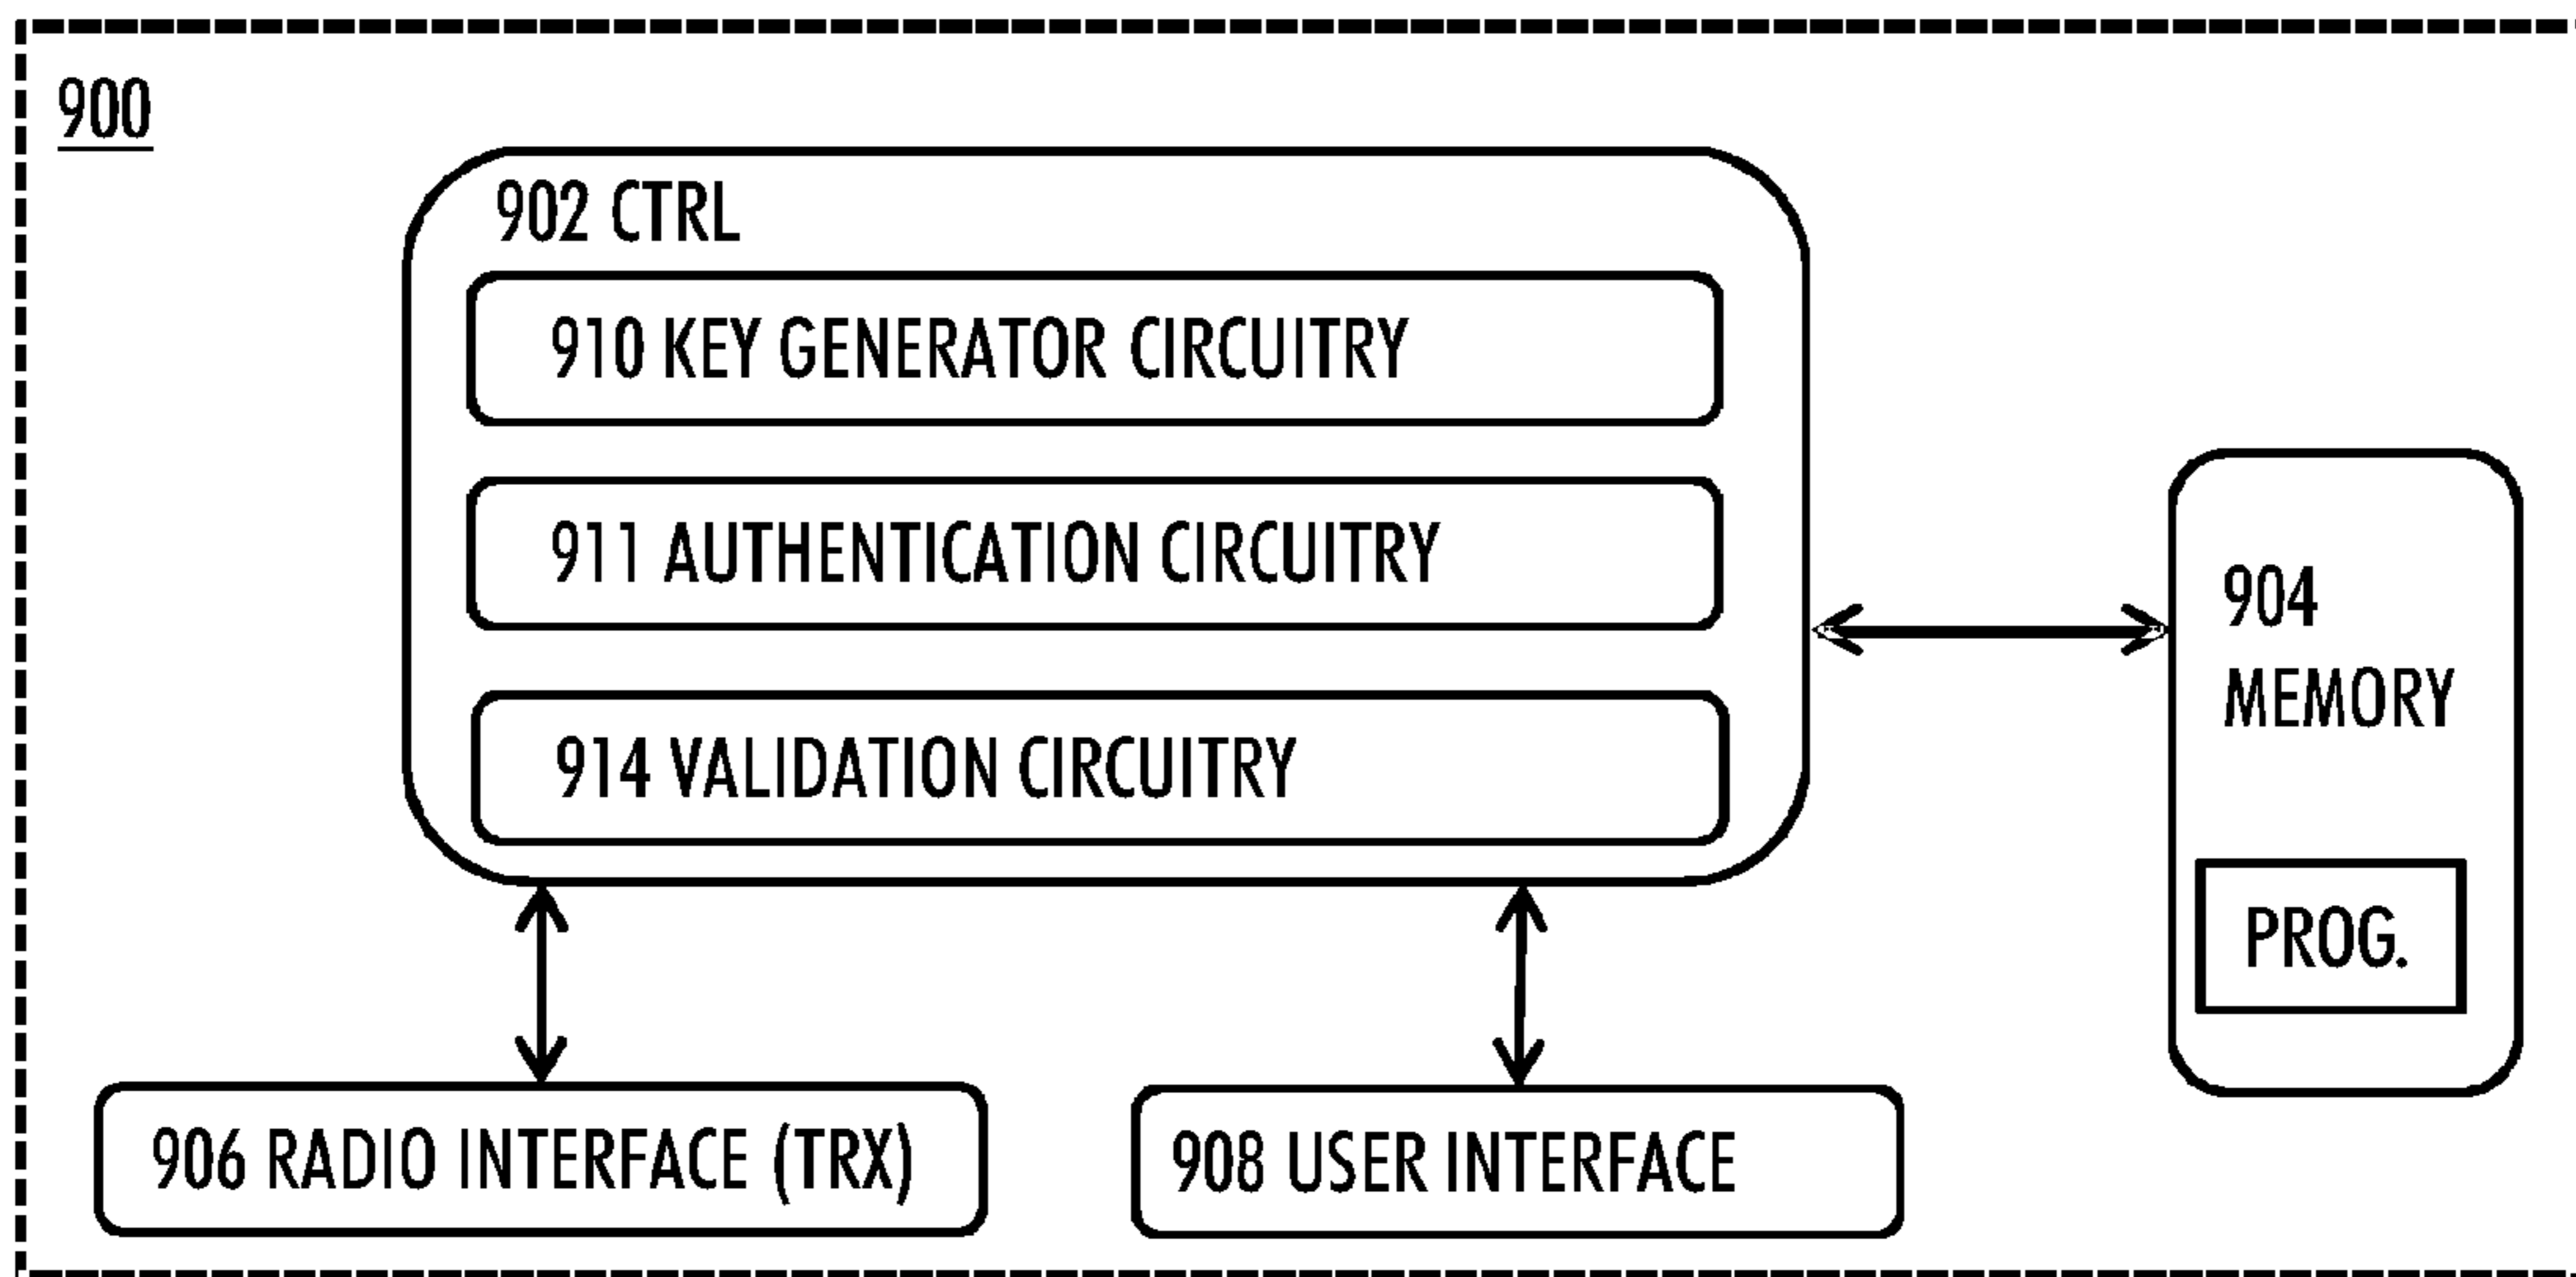 900
902 CTRL
910 KEY GENERATOR CIRCUITRY
911 AUTHENTICATION CIRCUITRY
914 VALIDATION CIRCUITRY
904
MEMORY
PROG.
906 RADIO INTERFACE (TRX)
908 USER INTERFACE